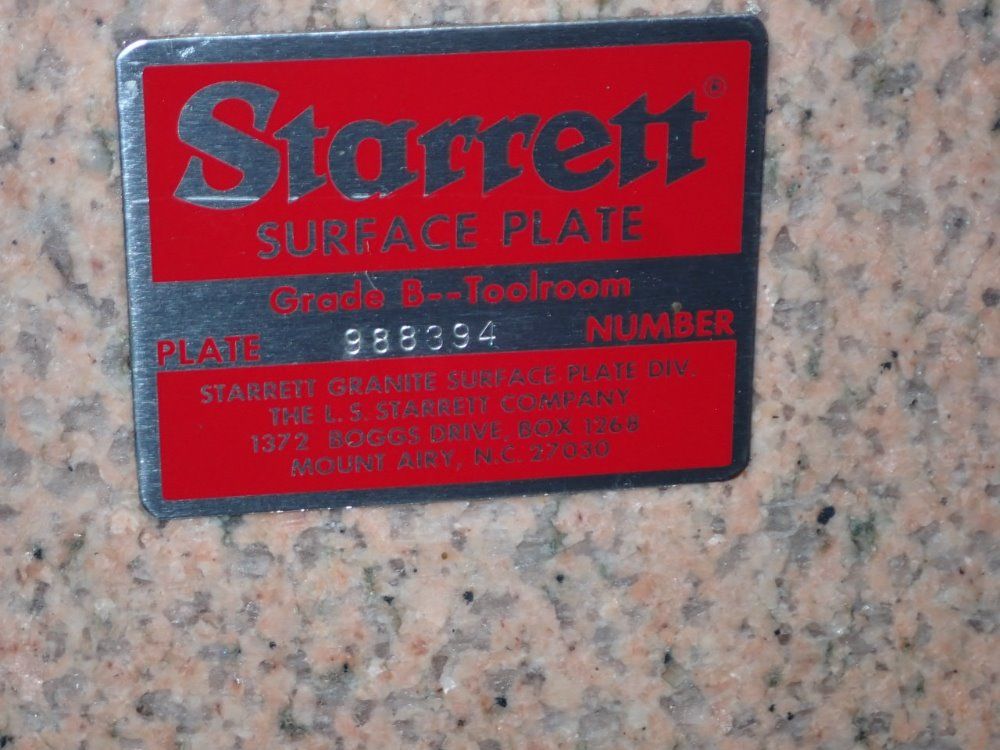 Starrett®
SURFACE PLATE
Grade B--Toolroom
PLATE 988394 NUMBER
STARRETT GRANITE SURFACE PLATE DIV.
THE L.S. STARRETT COMPANY
1372 BOGGS DRIVE, BOX 1268
MOUNT AIRY, N.C. 27030